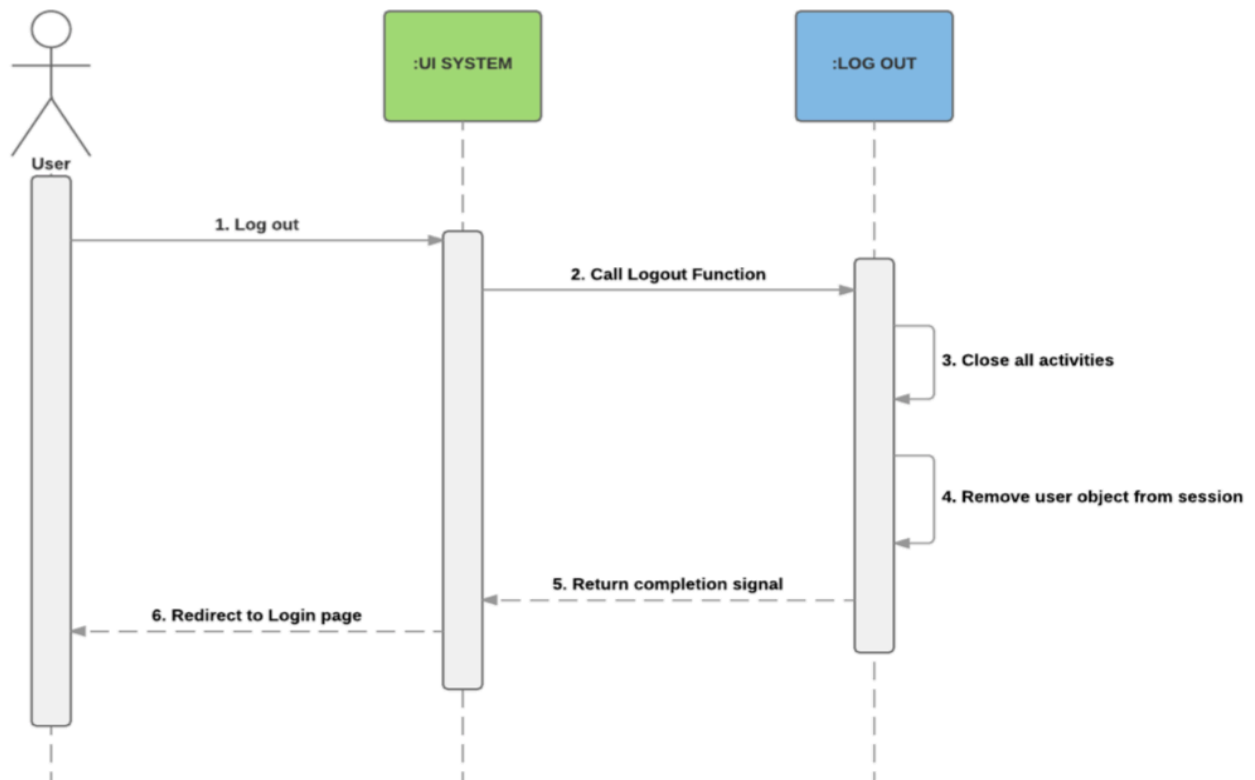 :UI SYSTEM
:LOG OUT
User
1. Log out
2. Call Logout Function
3. Close all activities
4. Remove user object from session
5. Return completion signal
6. Redirect to Login page